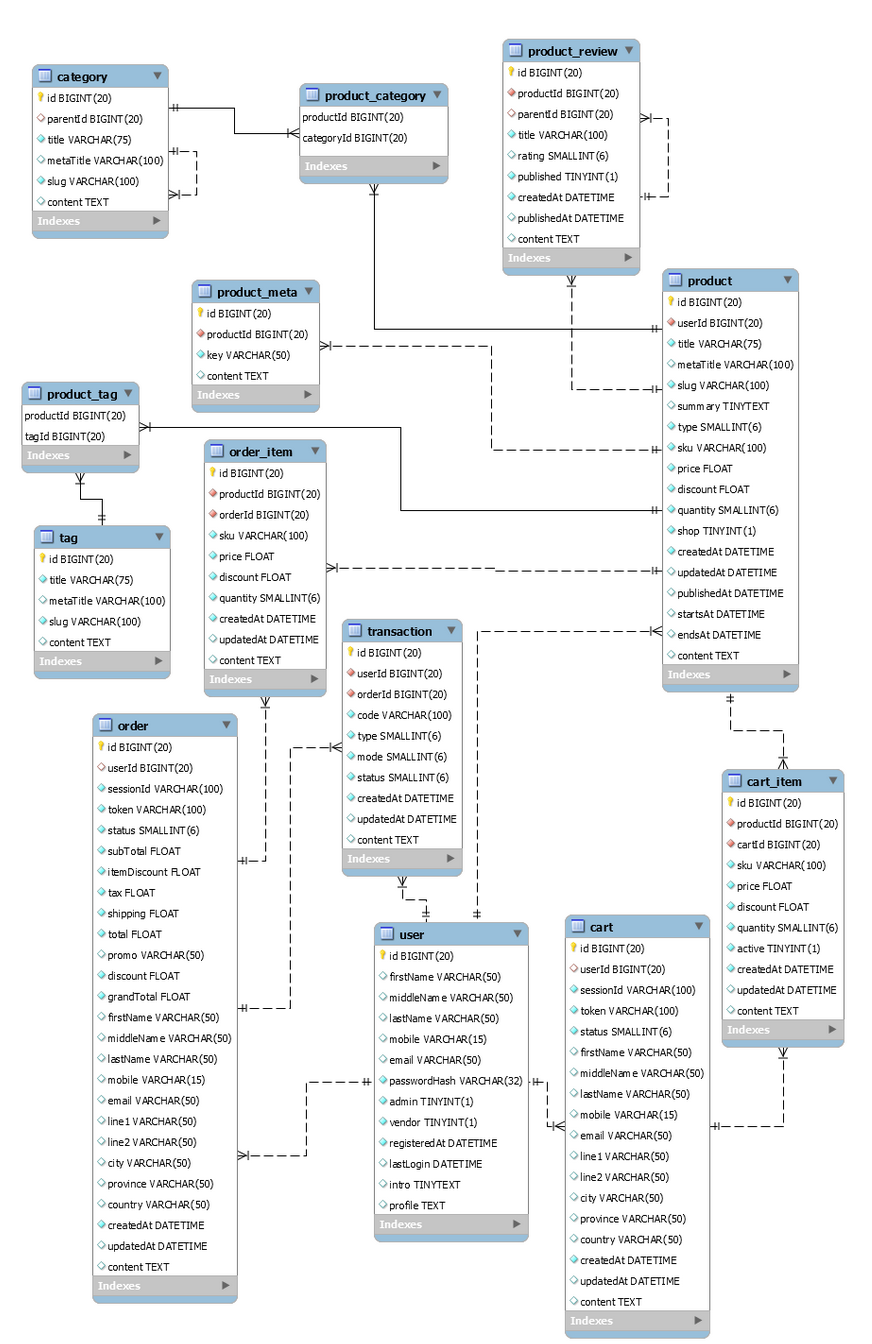 category
id BIGINT(20)
parentId BIGINT(20)
title VARCHAR(75)
metaTitle VARCHAR(100)
slug VARCHAR(100)
content TEXT
Indexes
product_category
productId BIGINT(20)
categoryId BIGINT(20)
Indexes
product_review
id BIGINT(20)
productId BIGINT(20)
parentId BIGINT(20)
title VARCHAR(100)
rating SMALLINT(6)
published TINYINT(1)
createdAt DATETIME
publishedAt DATETIME
content TEXT
Indexes
product_meta
id BIGINT(20)
productId BIGINT(20)
key VARCHAR(50)
content TEXT
Indexes
product
id BIGINT(20)
userId BIGINT(20)
title VARCHAR(75)
metaTitle VARCHAR(100)
slug VARCHAR(100)
summary TINYTEXT
type SMALLINT(6)
sku VARCHAR(100)
price FLOAT
discount FLOAT
quantity SMALLINT(6)
shop TINYINT(1)
createdAt DATETIME
updatedAt DATETIME
publishedAt DATETIME
startsAt DATETIME
endsAt DATETIME
content TEXT
Indexes
product_tag
productId BIGINT(20)
tagId BIGINT(20)
Indexes
tag
id BIGINT(20)
title VARCHAR(75)
metaTitle VARCHAR(100)
slug VARCHAR(100)
content TEXT
Indexes
order_item
id BIGINT(20)
productId BIGINT(20)
orderId BIGINT(20)
sku VARCHAR(100)
price FLOAT
discount FLOAT
quantity SMALLINT(6)
createdAt DATETIME
updatedAt DATETIME
content TEXT
Indexes
transaction
id BIGINT(20)
userId BIGINT(20)
orderId BIGINT(20)
code VARCHAR(100)
type SMALLINT(6)
mode SMALLINT(6)
status SMALLINT(6)
createdAt DATETIME
updatedAt DATETIME
content TEXT
Indexes
order
id BIGINT(20)
userId BIGINT(20)
sessionId VARCHAR(100)
token VARCHAR(100)
status SMALLINT(6)
subTotal FLOAT
itemDiscount FLOAT
tax FLOAT
shipping FLOAT
total FLOAT
promo VARCHAR(50)
discount FLOAT
grandTotal FLOAT
firstName VARCHAR(50)
middleName VARCHAR(50)
lastName VARCHAR(50)
mobile VARCHAR(15)
email VARCHAR(50)
line1 VARCHAR(50)
line2 VARCHAR(50)
city VARCHAR(50)
province VARCHAR(50)
country VARCHAR(50)
createdAt DATETIME
updatedAt DATETIME
content TEXT
Indexes
user
id BIGINT(20)
firstName VARCHAR(50)
middleName VARCHAR(50)
lastName VARCHAR(50)
mobile VARCHAR(15)
email VARCHAR(50)
passwordHash VARCHAR(32)
admin TINYINT(1)
vendor TINYINT(1)
registeredAt DATETIME
lastLogin DATETIME
intro TINYTEXT
profile TEXT
Indexes
cart
id BIGINT(20)
userId BIGINT(20)
sessionId VARCHAR(100)
token VARCHAR(100)
status SMALLINT(6)
firstName VARCHAR(50)
middleName VARCHAR(50)
lastName VARCHAR(50)
mobile VARCHAR(15)
email VARCHAR(50)
line1 VARCHAR(50)
line2 VARCHAR(50)
city VARCHAR(50)
province VARCHAR(50)
country VARCHAR(50)
createdAt DATETIME
updatedAt DATETIME
content TEXT
Indexes
cart_item
id BIGINT(20)
productId BIGINT(20)
cartId BIGINT(20)
sku VARCHAR(100)
price FLOAT
discount FLOAT
quantity SMALLINT(6)
active TINYINT(1)
createdAt DATETIME
updatedAt DATETIME
content TEXT
Indexes